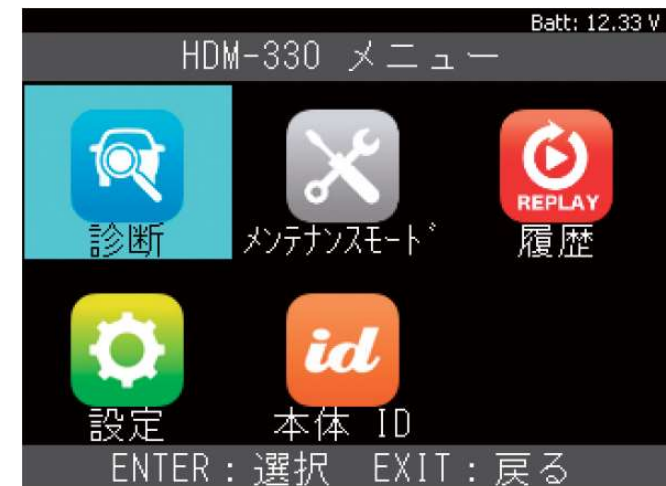 Batt: 12.33 V
HDM-330 メニュー
REPLAY
診断 メンテナンスモード 履歴
id
設定 本体 ID
ENTER：選択 EXIT：戻る